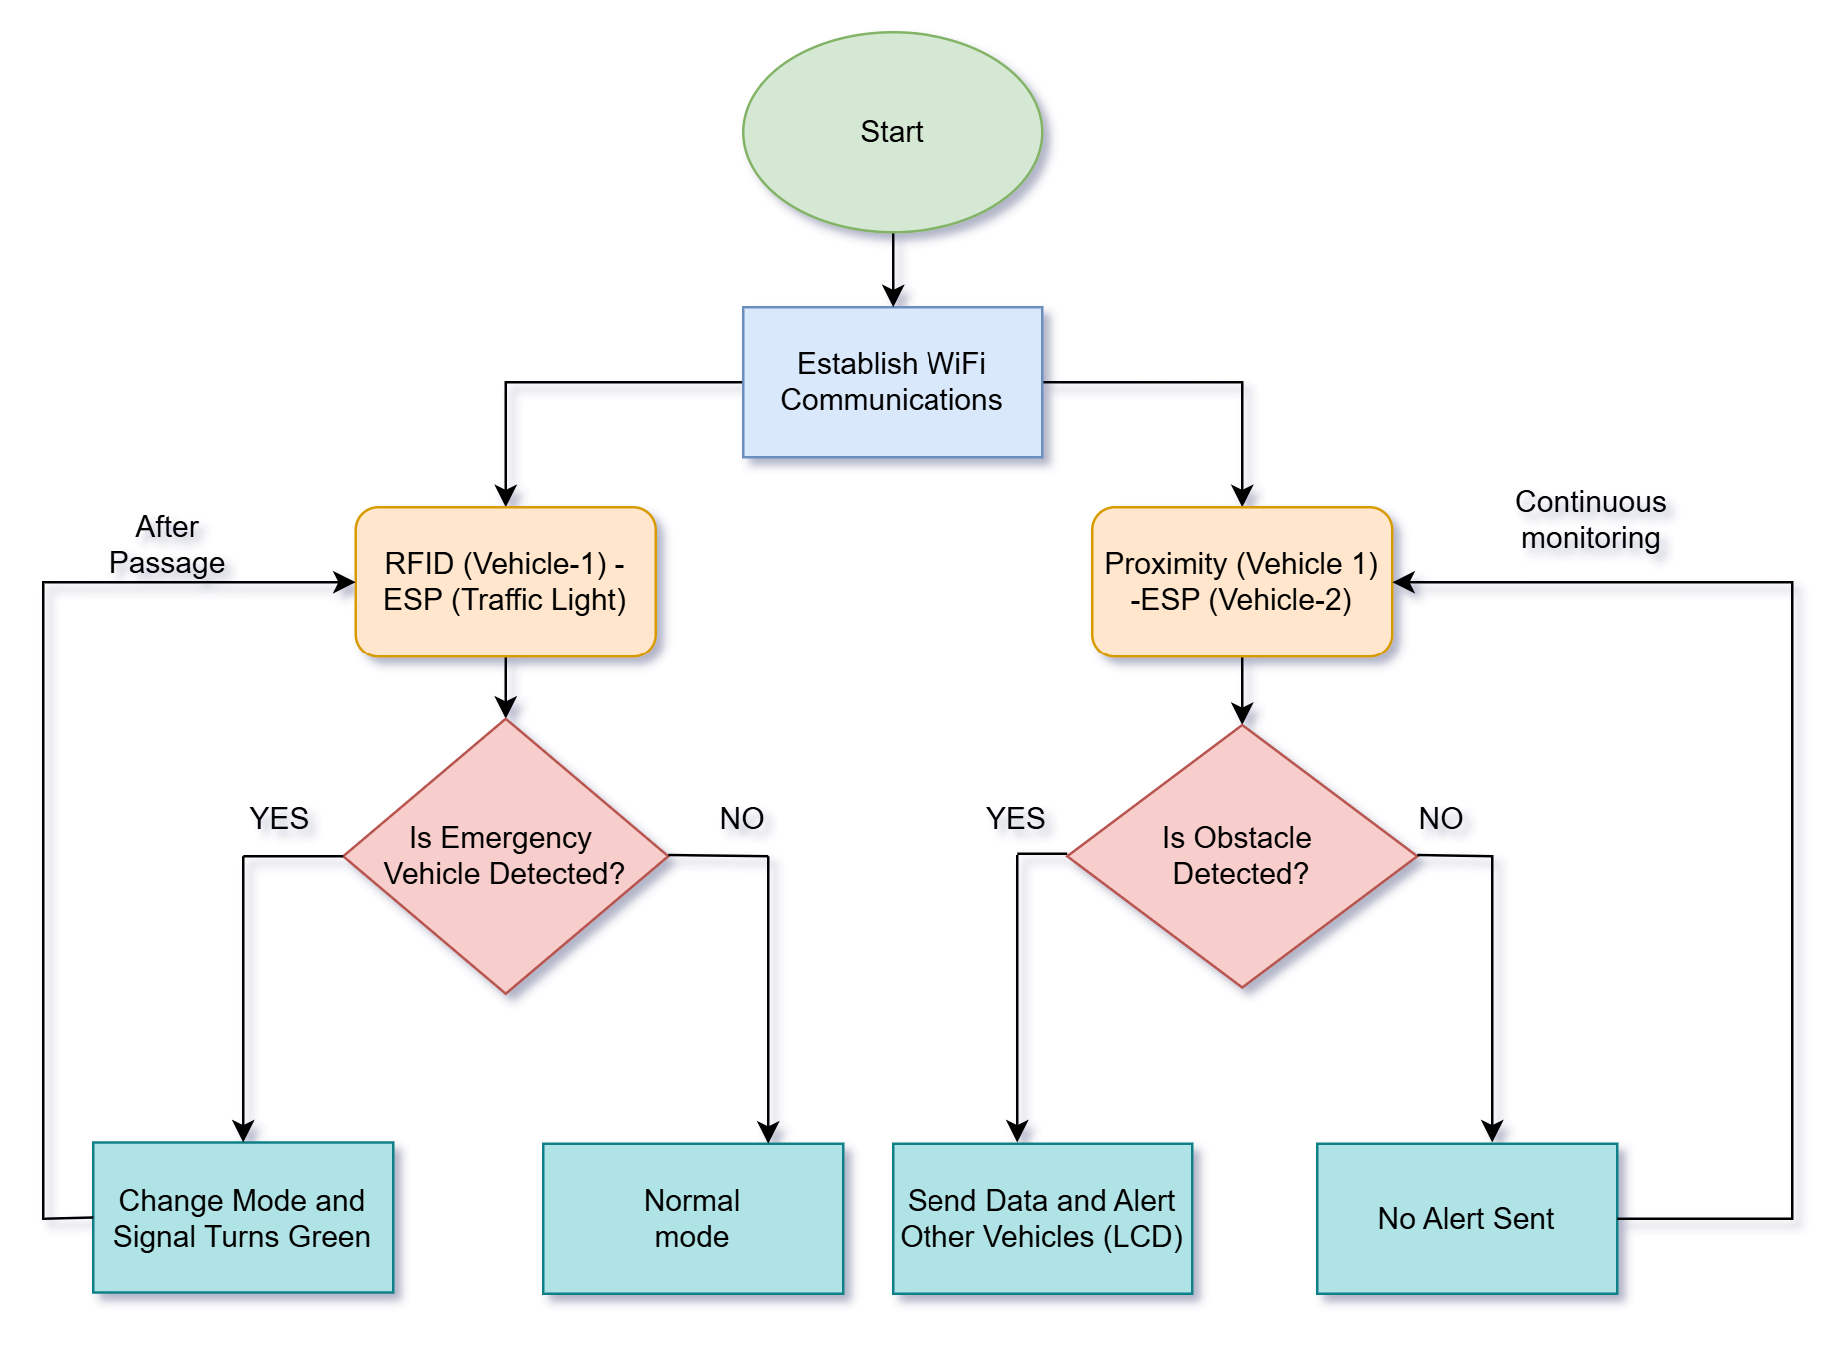 Start
Establish WiFi
Communications
After
Passage
RFID (Vehicle-1) -
ESP (Traffic Light)
Proximity (Vehicle 1)
-ESP (Vehicle-2)
Continuous
monitoring
YES
Is Emergency
Vehicle Detected?
NO
YES
Is Obstacle
Detected?
NO
Change Mode and
Signal Turns Green
Normal
mode
Send Data and Alert
Other Vehicles (LCD)
No Alert Sent